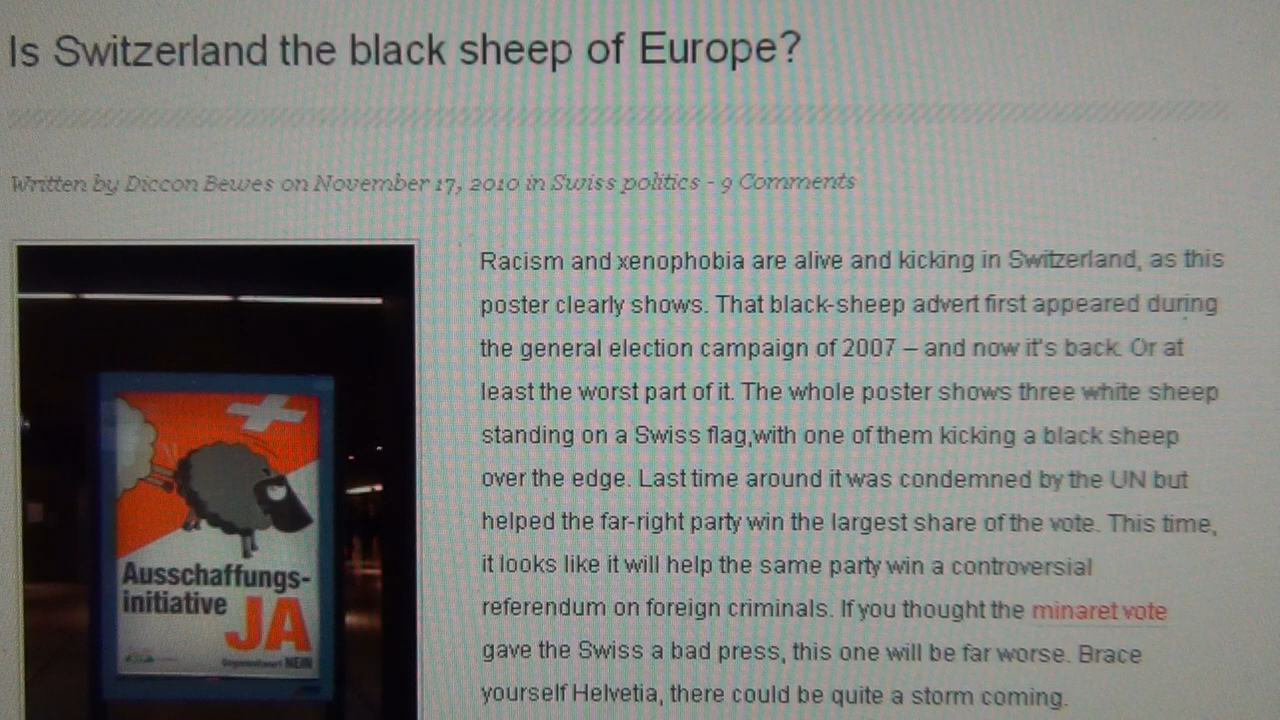 Is Switzerland the black sheep of Europe?
Written by Diccon Bewes on November 17, 2010 in Swiss politics - 9 Comments
Racism and xenophobia are alive and kicking in Switzerland, as this
poster clearly shows. That black-sheep advert first appeared during
the general election campaign of 2007 – and now it's back. Or at
least the worst part of it. The whole poster shows three white sheep
standing on a Swiss flag,with one of them kicking a black sheep
over the edge. Last time around it was condemned by the UN but
helped the far-right party win the largest share of the vote. This time,
it looks like it will help the same party win a controversial
referendum on foreign criminals. If you thought the minaret vote
gave the Swiss a bad press, this one will be far worse. Brace
yourself Helvetia, there could be quite a storm coming.
Ausschaffungs-
initiative JA
Gegenentwurf NEIN